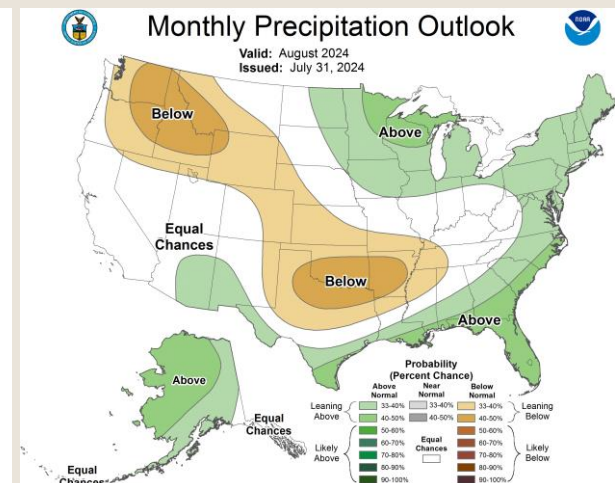 Monthly Precipitation Outlook
Valid: August 2024
Issued: July 31, 2024
NOAA
Below
Above
Equal
Chances
Below
Above
Above
Equal
Chances
Equal
Chances
Probability
(Percent Chance)
Above
Normal
Near
Normal
Below
Normal
Leaning
Above
33-40%
40-50%
33-40%
40-50%
33-40%
40-50%
Leaning
Below
Likely
Above
50-60%
60-70%
70-80%
80-90%
90-100%
Equal
Chances
50-60%
60-70%
70-80%
80-90%
90-100%
Likely
Below